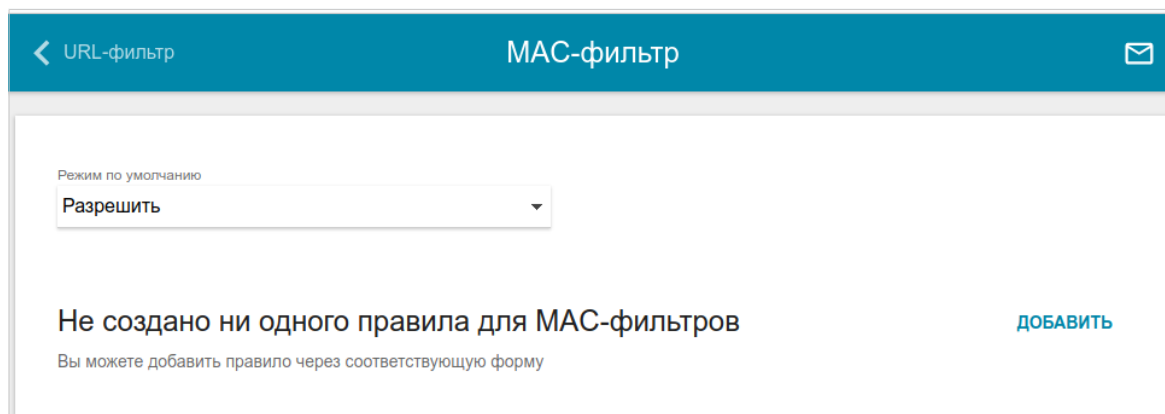 URL-фильтр
MAC-фильтр
Режим по умолчанию
Разрешить
Не создано ни одного правила для MAC-фильтров
ДОБАВИТЬ
Вы можете добавить правило через соответствующую форму